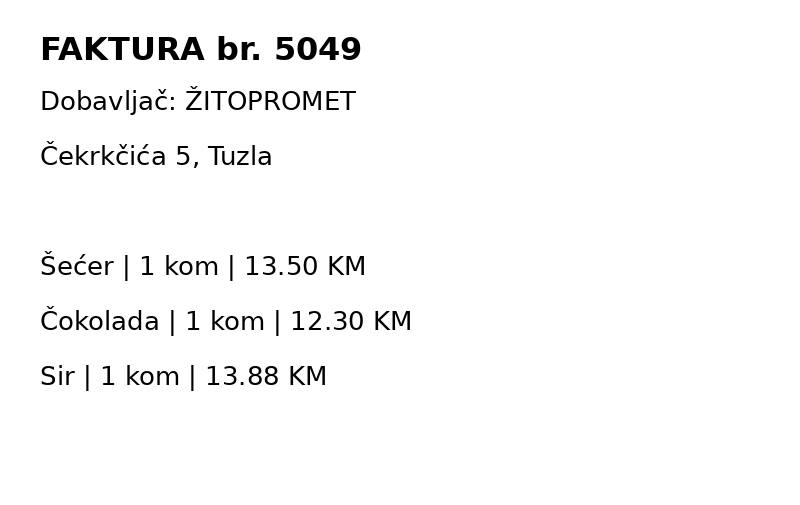 FAKTURA br. 5049
Dobavljač: ŽITOPROMET
Čekrkčića 5, Tuzla
Šećer | 1 kom | 13.50 KM
Čokolada | 1 kom | 12.30 KM
Sir | 1 kom | 13.88 KM